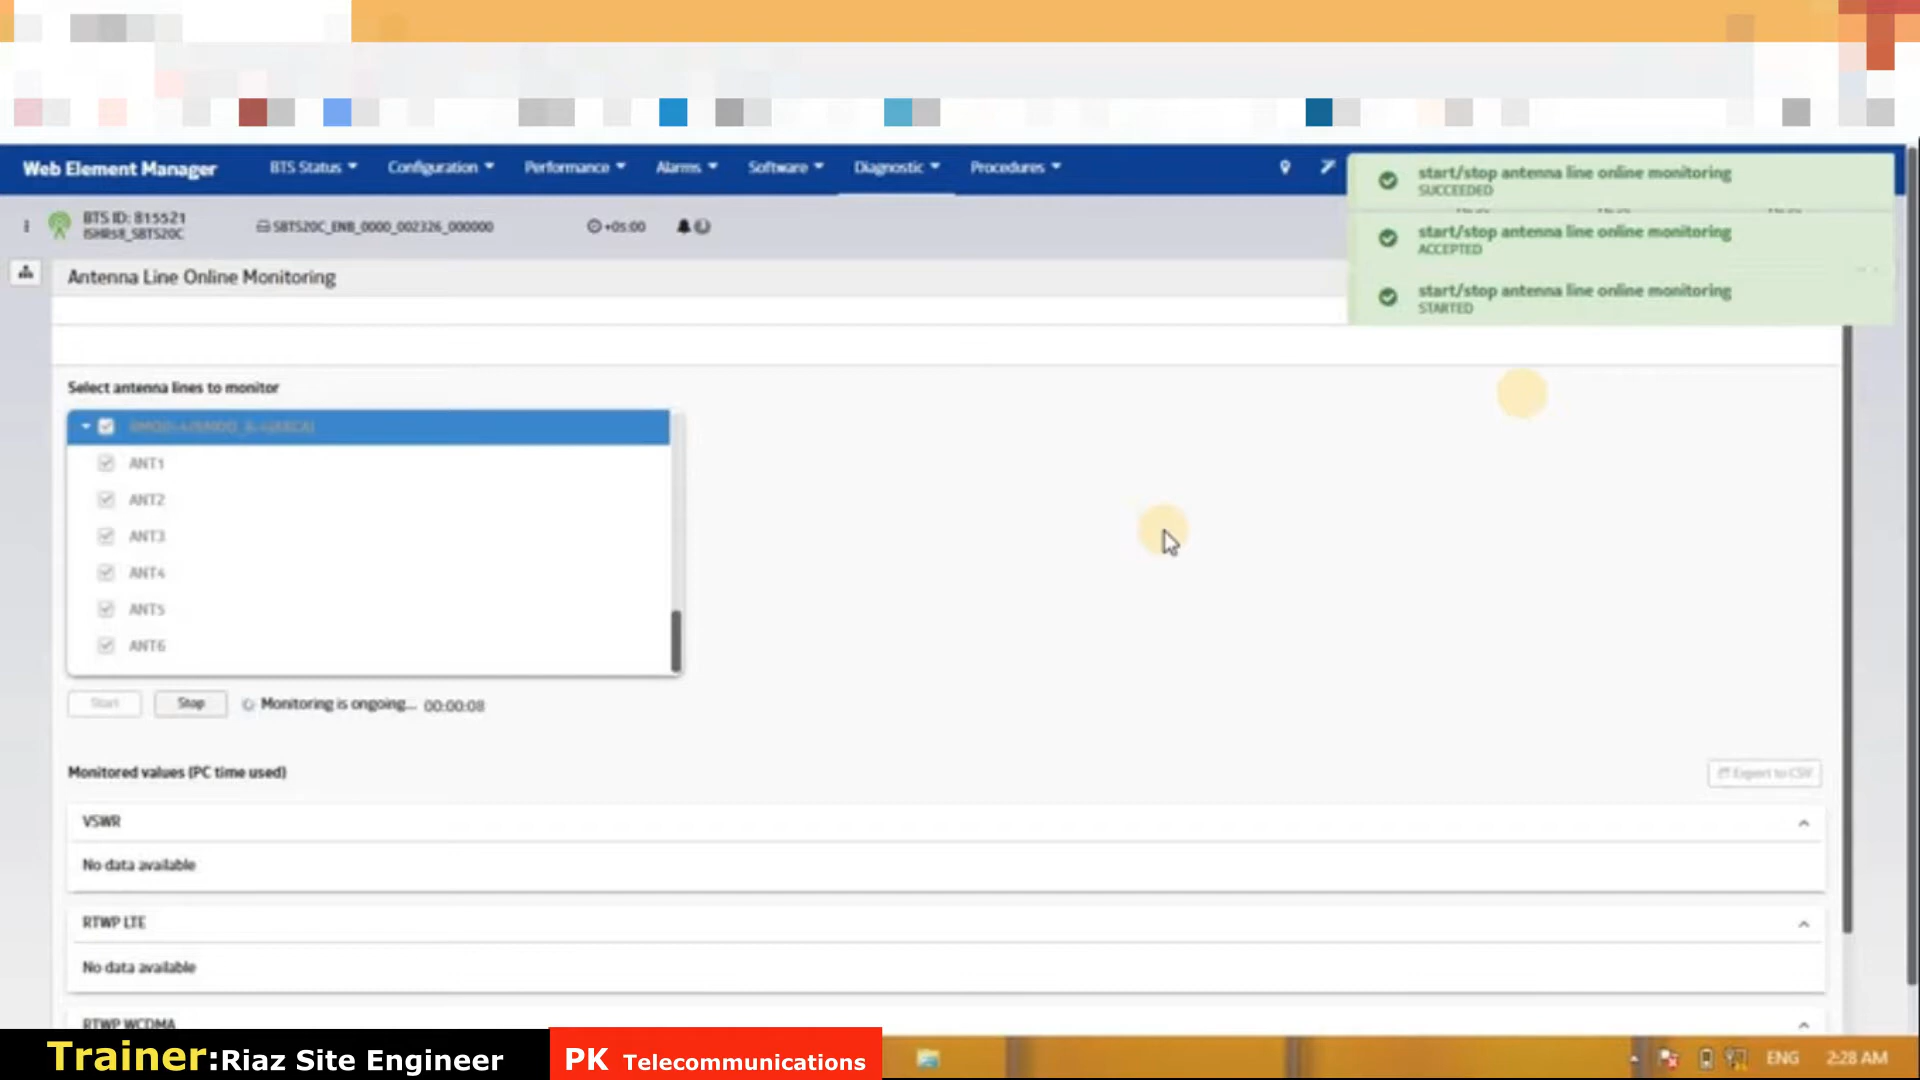 Web Element Manager BTS Status Configuration Performance Alarms Software Diagnostic Procedures
start/stop antenna line online monitoring
SUCCEEDED
BTS ID: 815521
SBTS20C_ENB_0000_002326_000000
+05:00
start/stop antenna line online monitoring
ACCEPTED
Antenna Line Online Monitoring
start/stop antenna line online monitoring
STARTED
Select antenna lines to monitor
ANT1
ANT2
ANT3
ANT4
ANT5
ANT6
Start Stop Monitoring is ongoing... 00:00:08
Monitored values (PC time used)
Export to CSV
VSWR
No data available
RTWP LTE
No data available
RTWP WCDMA
Trainer:Riaz Site Engineer
PK Telecommunications
ENG 2:28 AM